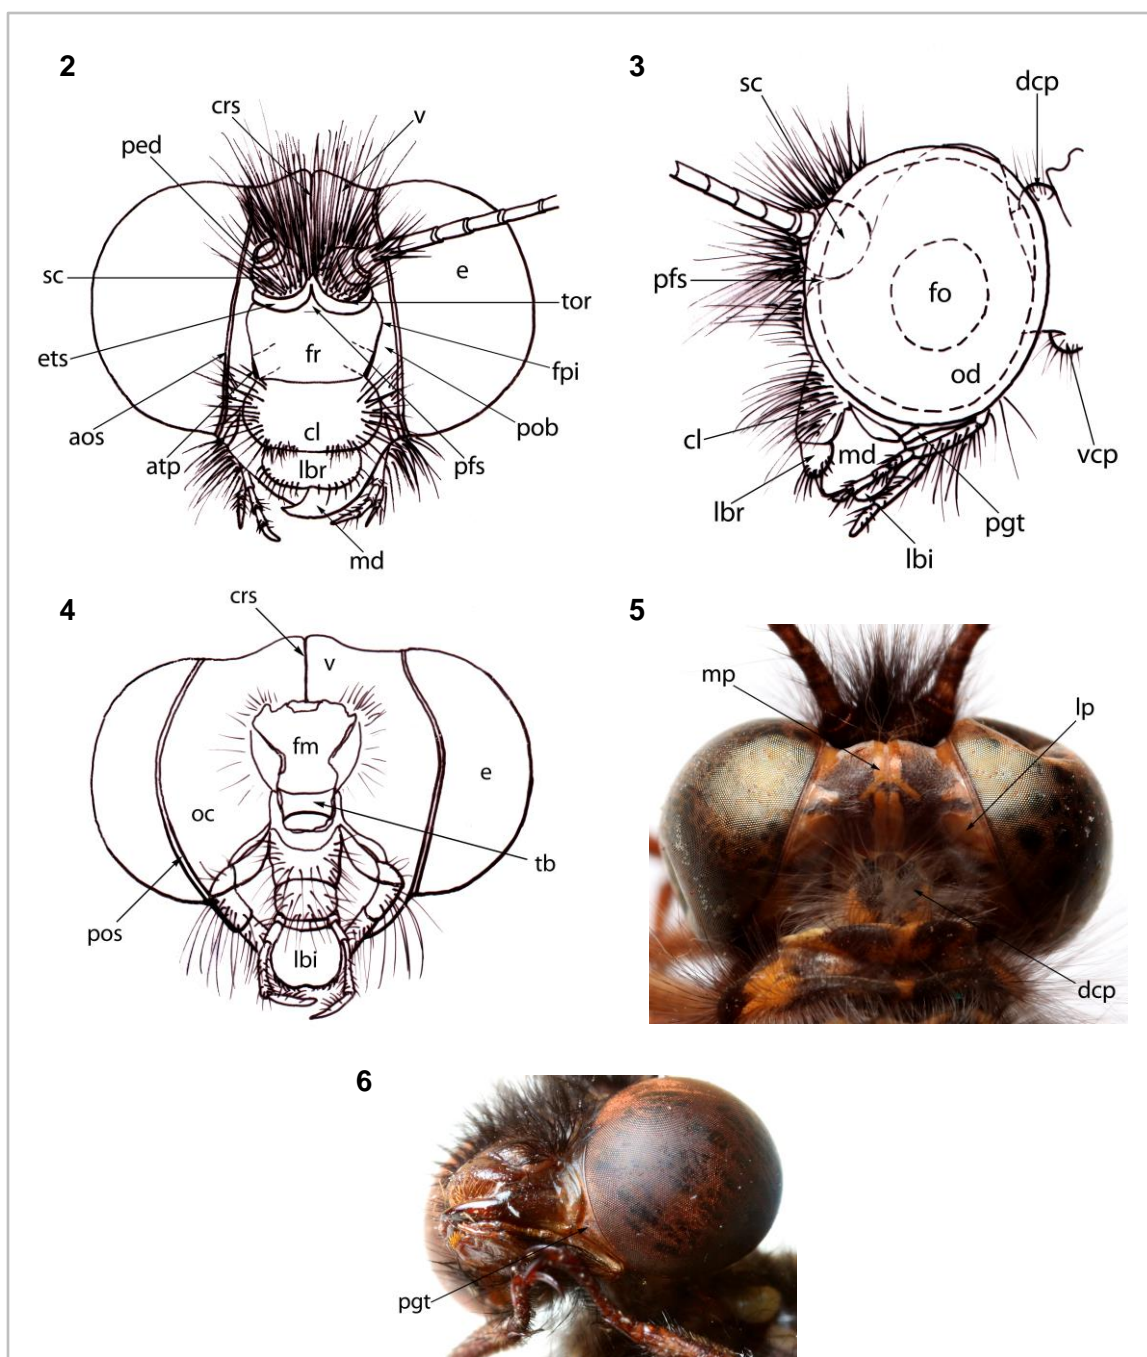 2
crs
v
ped
sc
e
tor
ets
fr
fpi
aos
cl
pob
atp
lbr
pfs
md
3
sc
dcp
pfs
fo
od
cl
md
vcp
lbr
pgt
lbi
4
crs
v
fm
e
oc
tb
pos
lbi
5
mp
lp
dcp
6
pgt